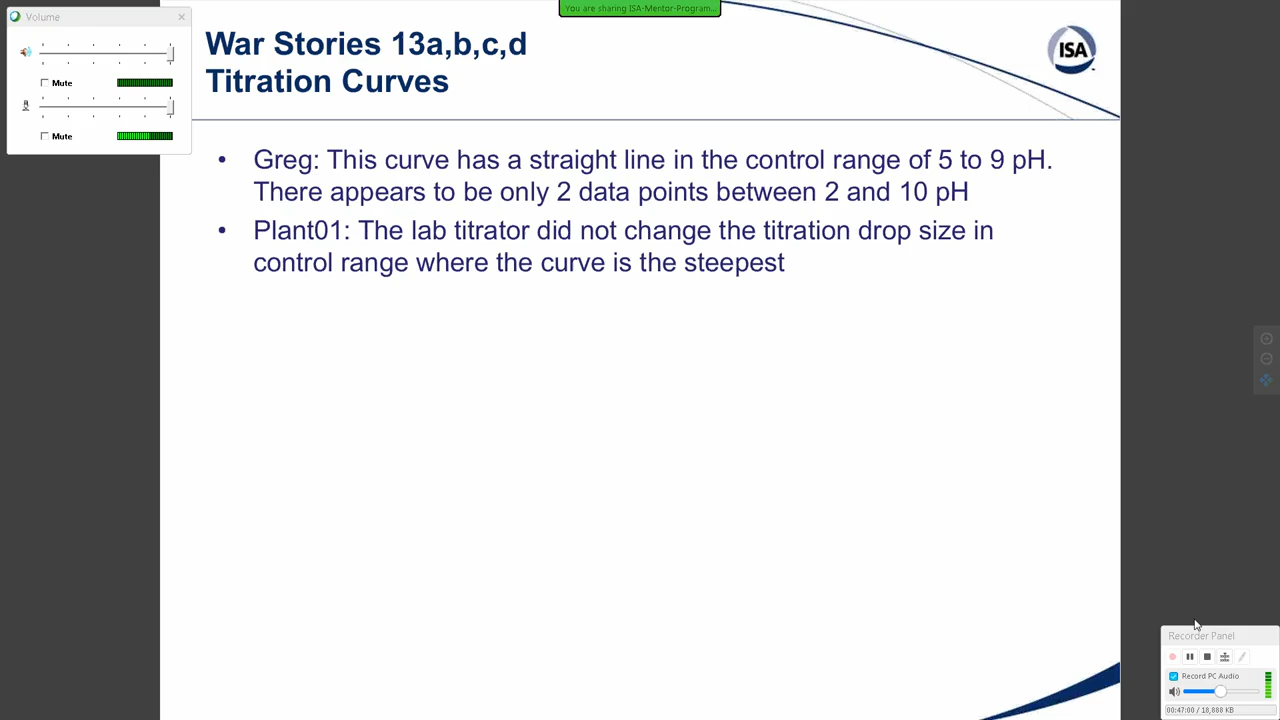 Volume
Mute
Mute
You are sharing ISA-Mentor-Program...
War Stories 13a,b,c,d
Titration Curves
ISA
• Greg: This curve has a straight line in the control range of 5 to 9 pH.
There appears to be only 2 data points between 2 and 10 pH
• Plant01: The lab titrator did not change the titration drop size in
control range where the curve is the steepest
Recorder Panel
Record PC Audio
00:47:00 / 18,888 KB